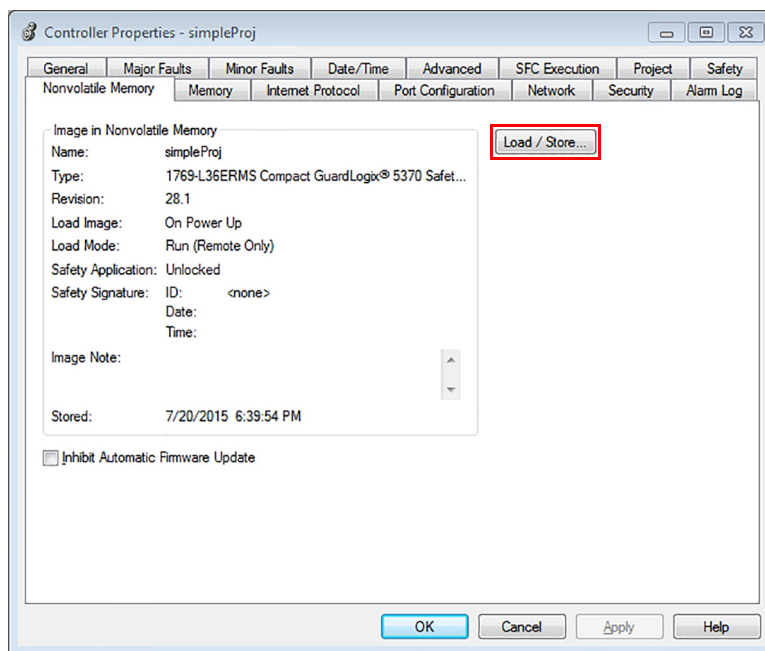 Controller Properties - simpleProj
General Major Faults Minor Faults Date/Time Advanced SFC Execution Project Safety
Nonvolatile Memory Memory Internet Protocol Port Configuration Network Security Alarm Log
Image in Nonvolatile Memory
Load / Store...
Name: simpleProj
Type: 1769-L36ERMS Compact GuardLogix® 5370 Safet...
Revision: 28.1
Load Image: On Power Up
Load Mode: Run (Remote Only)
Safety Application: Unlocked
Safety Signature: ID: <none>
Date:
Time:
Image Note:
Stored: 7/20/2015 6:39:54 PM
Inhibit Automatic Firmware Update
OK Cancel Apply Help